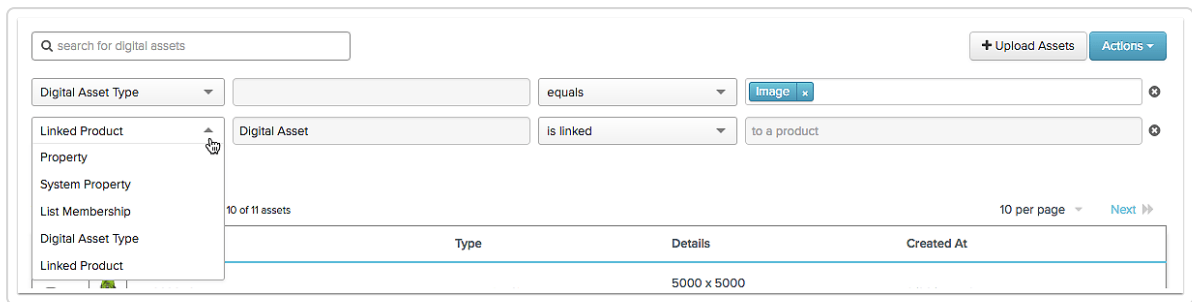 search for digital assets
+ Upload Assets
Actions
Digital Asset Type
equals
Image ×
Linked Product
Digital Asset
is linked
to a product
Property
System Property
List Membership
Digital Asset Type
Linked Product
10 of 11 assets
10 per page
Next
Type
Details
Created At
5000 x 5000